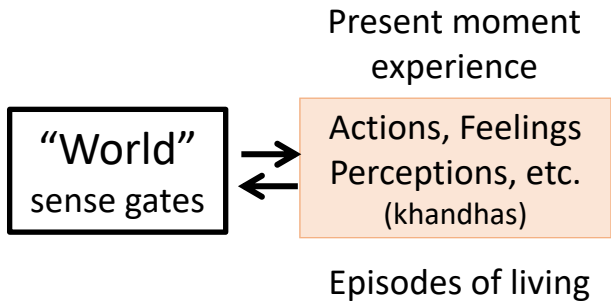 Present moment
experience
“World”
sense gates
Actions, Feelings
Perceptions, etc.
(khandhas)
Episodes of living